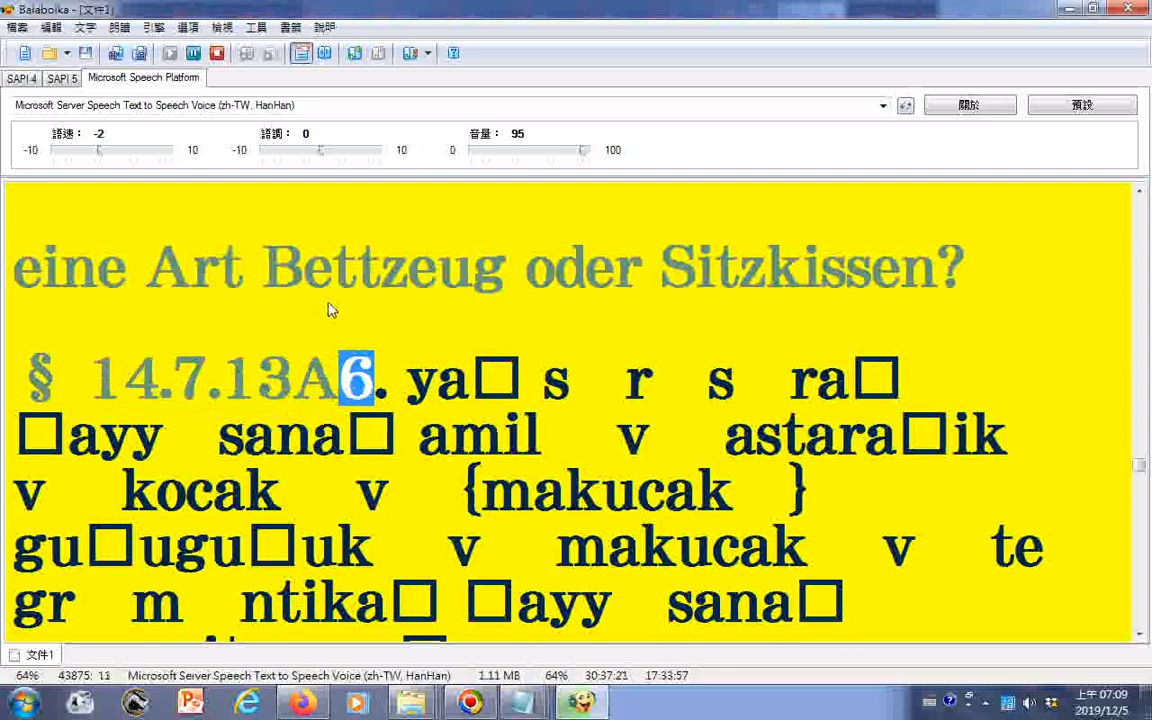 Balabolka - [文件1]
檔案 編輯 文字 朗讀 引擎 選項 檢視 工具 書籤 說明
SAPI 4 SAPI 5 Microsoft Speech Platform
Microsoft Server Speech Text to Speech Voice (zh-TW, HanHan) 關於 預設
語速： -2 語調： 0 音量： 95
-10 10 -10 10 0 100
eine Art Bettzeug oder Sitzkissen?
§ 14.7.13A6. ya□ s r s ra□
□ayy sana□ amil v astara□ik
v kocak v {makucak }
gu□ugu□uk v makucak v te
gr m ntika□ □ayy sana□
文件1
64% 43875: 11 Microsoft Server Speech Text to Speech Voice (zh-TW, HanHan) 1.11 MB 64% 30:37:21 17:33:57
上午 07:09
2019/12/5